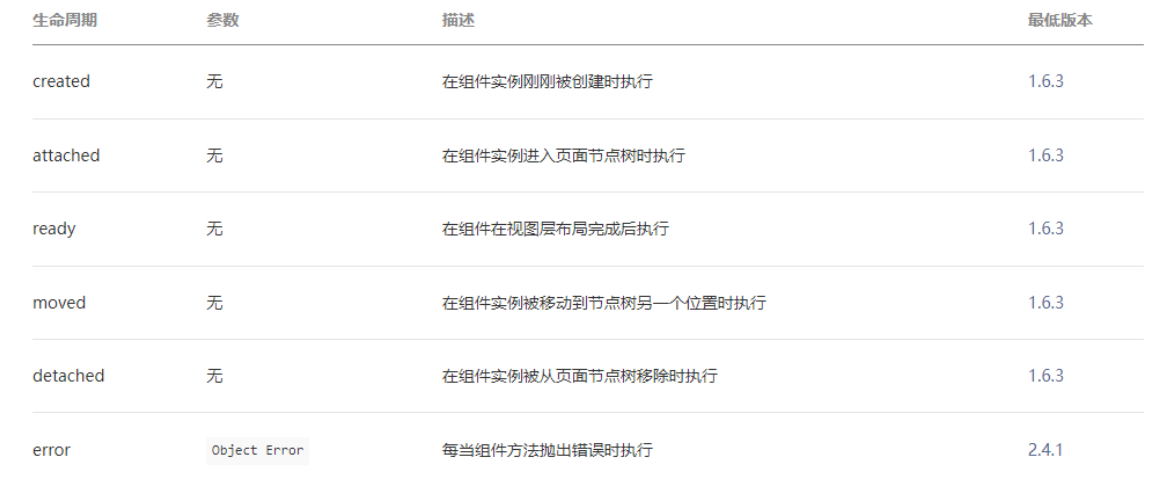 生命周期 参数 描述 最低版本
created 无 在组件实例刚刚被创建时执行 1.6.3
attached 无 在组件实例进入页面节点树时执行 1.6.3
ready 无 在组件在视图层布局完成后执行 1.6.3
moved 无 在组件实例被移动到节点树另一个位置时执行 1.6.3
detached 无 在组件实例被从页面节点树移除时执行 1.6.3
error Object Error 每当组件方法抛出错误时执行 2.4.1